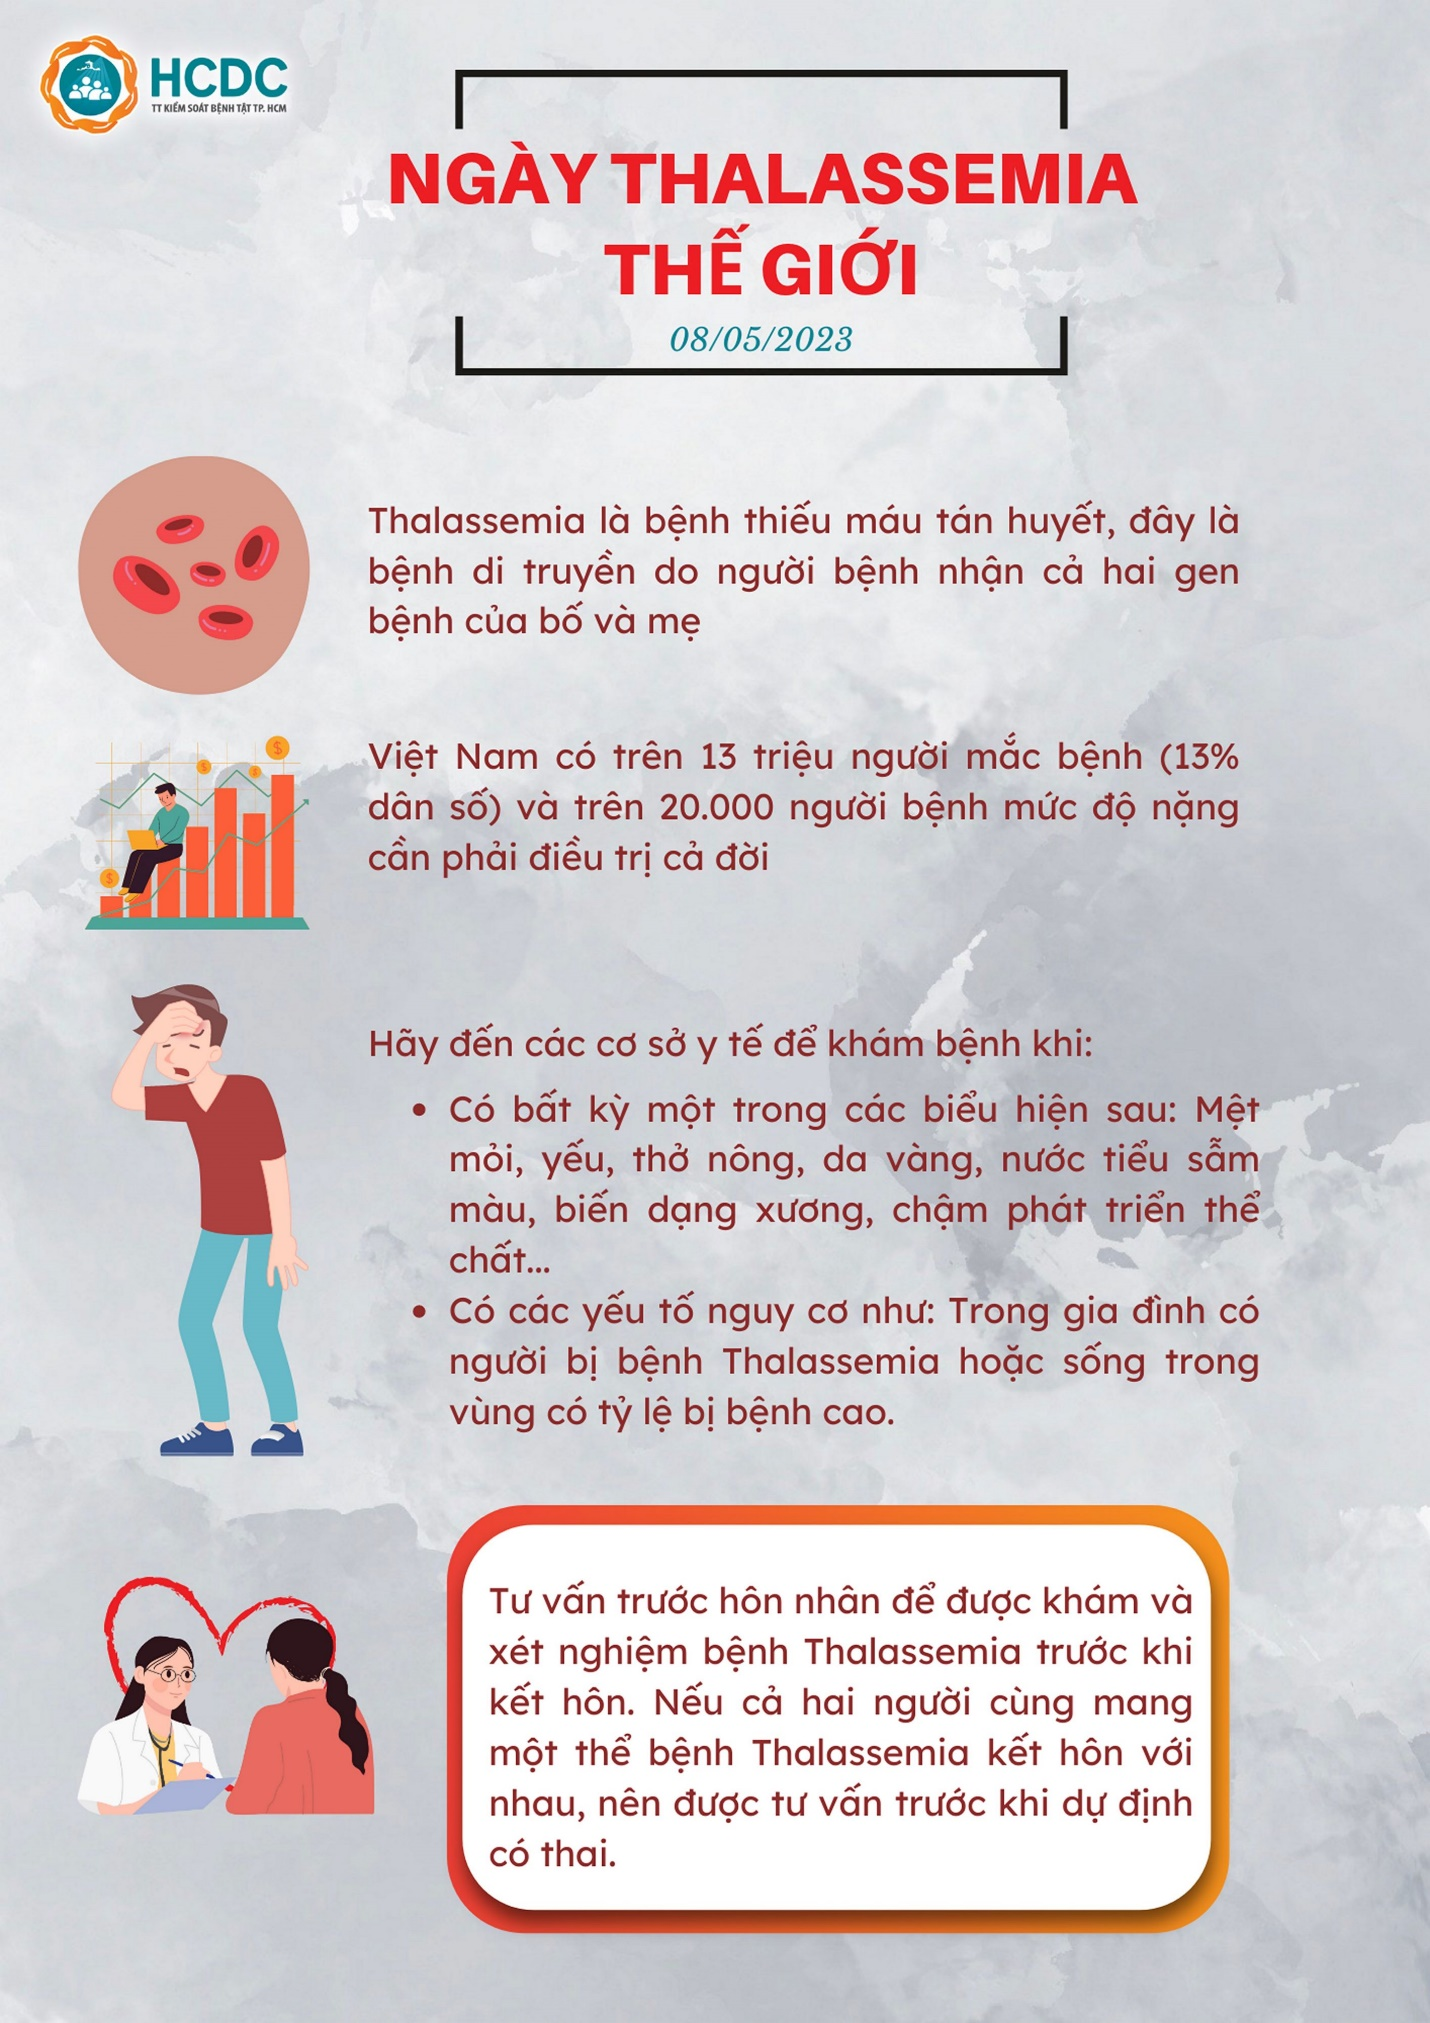 HCDC
TT KIỂM SOÁT BỆNH TẬT TP. HCM
NGÀY THALASSEMIA
THẾ GIỚI
08/05/2023
Thalassemia là bệnh thiếu máu tán huyết, đây là
bệnh di truyền do người bệnh nhận cả hai gen
bệnh của bố và mẹ
Việt Nam có trên 13 triệu người mắc bệnh (13%
dân số) và trên 20.000 người bệnh mức độ nặng
cần phải điều trị cả đời
Hãy đến các cơ sở y tế để khám bệnh khi:
• Có bất kỳ một trong các biểu hiện sau: Mệt
mỏi, yếu, thở nông, da vàng, nước tiểu sẫm
màu, biến dạng xương, chậm phát triển thể
chất...
• Có các yếu tố nguy cơ như: Trong gia đình có
người bị bệnh Thalassemia hoặc sống trong
vùng có tỷ lệ bị bệnh cao.
Tư vấn trước hôn nhân để được khám và
xét nghiệm bệnh Thalassemia trước khi
kết hôn. Nếu cả hai người cùng mang
một thể bệnh Thalassemia kết hôn với
nhau, nên được tư vấn trước khi dự định
có thai.